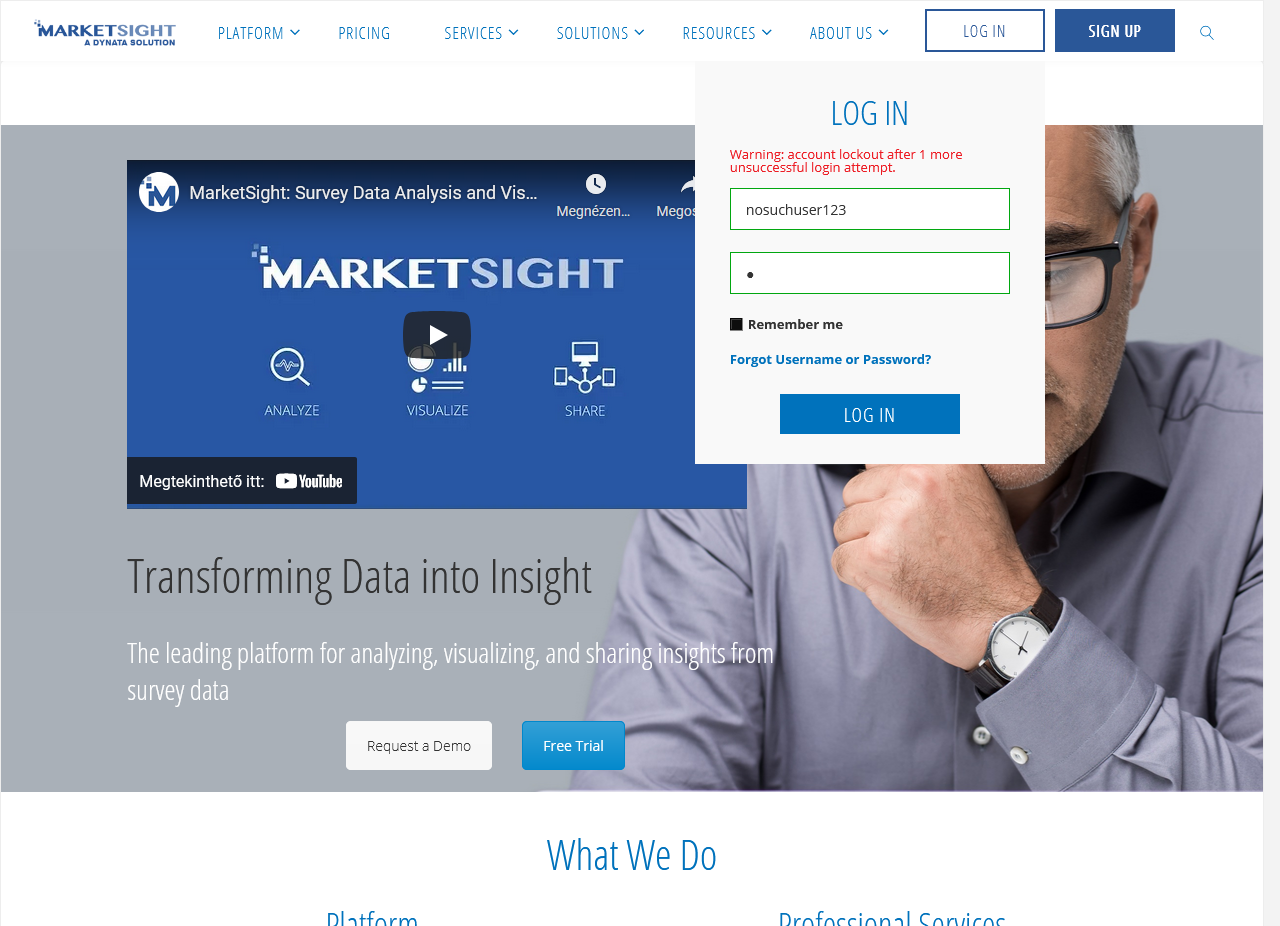 MARKETSIGHT
A DYNATA SOLUTION
PLATFORM
PRICING
SERVICES
SOLUTIONS
RESOURCES
ABOUT US
LOG IN
SIGN UP
LOG IN
Warning: account lockout after 1 more
unsuccessful login attempt.
nosuchuser123
Remember me
Forgot Username or Password?
LOG IN
MarketSight: Survey Data Analysis and Vis...
Megnézen...
Megos
MARKETSIGHT
ANALYZE
VISUALIZE
SHARE
Megtekinthető itt: YouTube
Transforming Data into Insight
The leading platform for analyzing, visualizing, and sharing insights from
survey data
Request a Demo
Free Trial
What We Do
Platform
Professional Services